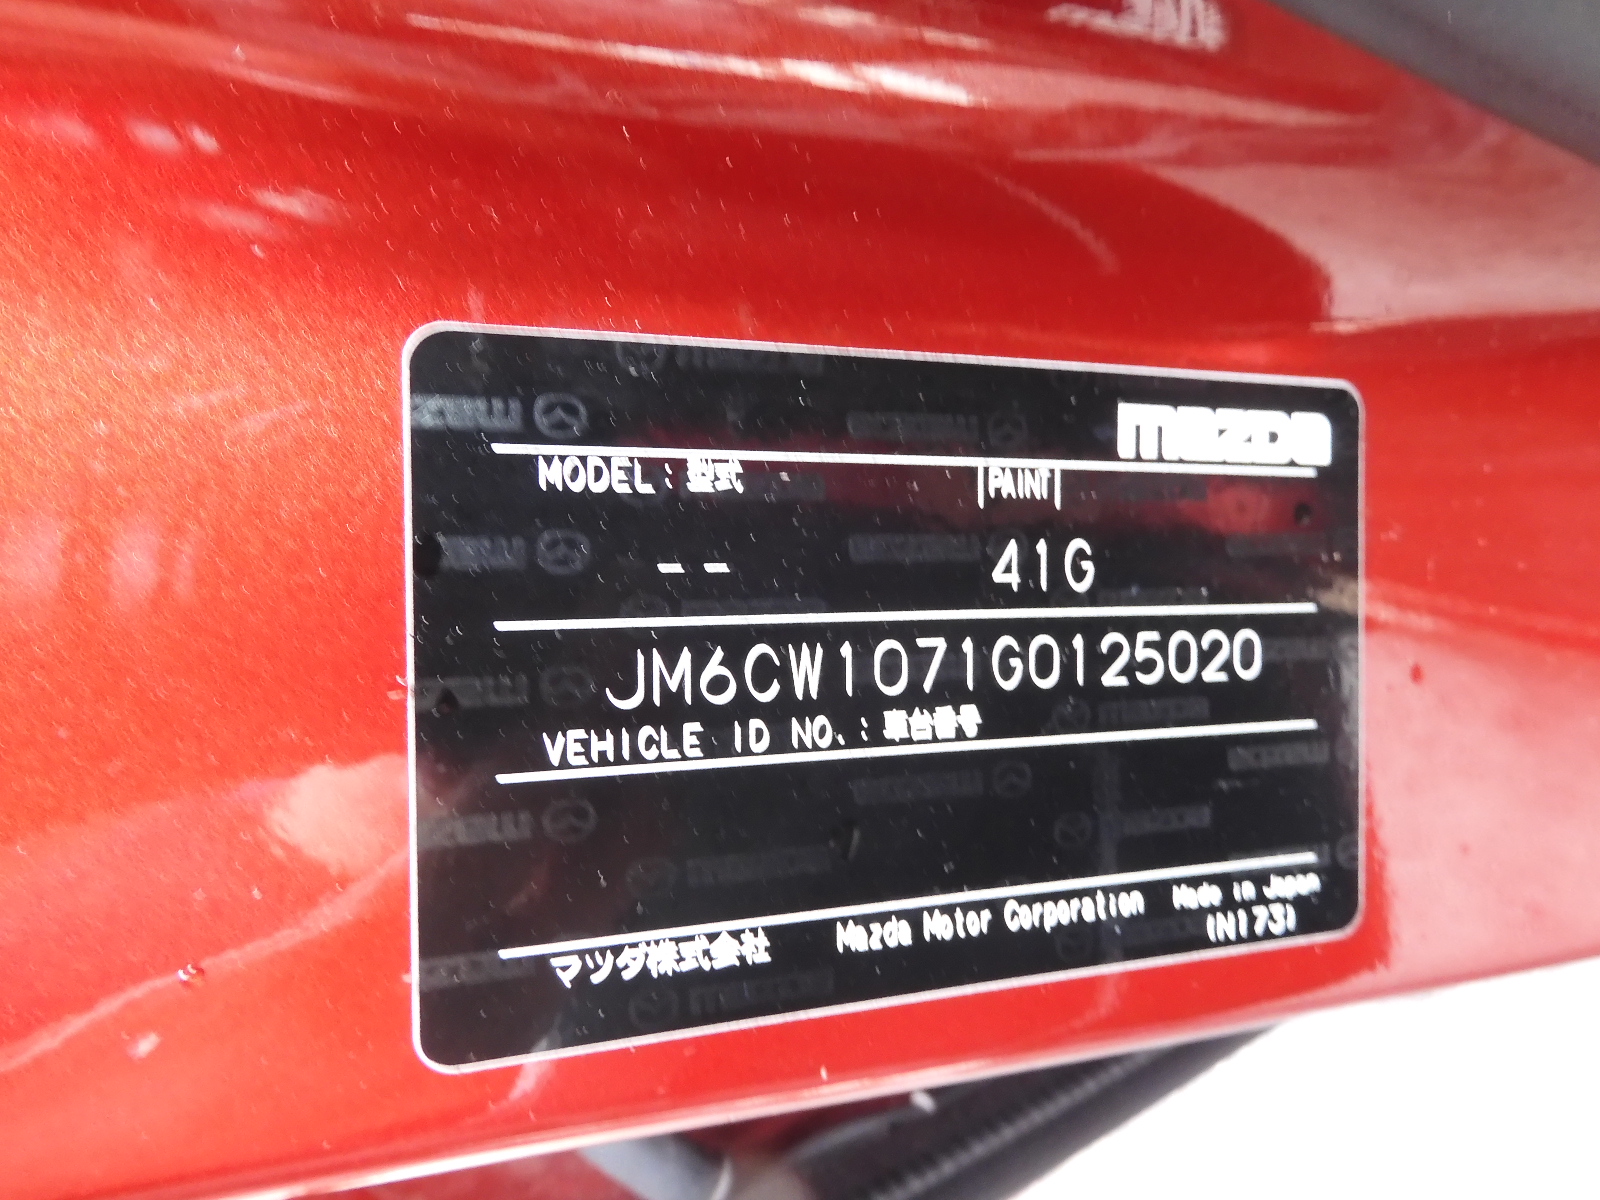 mazda
MODEL: 型式 |PAINT|
-- 41G
JM6CW1071G0125020
VEHICLE ID NO.: 車台番号
マツダ株式会社 Mazda Motor Corporation Made in Japan
(N173)